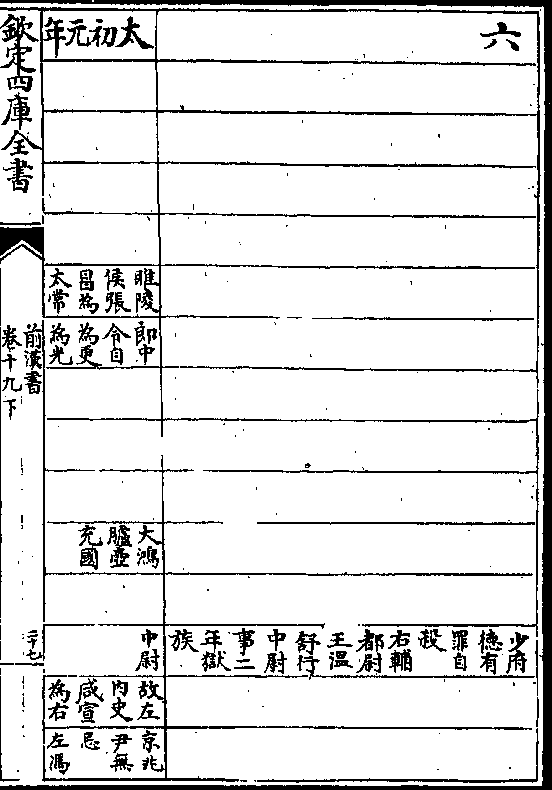 六
少府
德有
罪自
殺
右輔
都尉
王溫
舒行
中尉
事二
年獄
族
太初元年
睢陵
侯張
昌為
太常
郎中
令自
為更
為光
大鴻
臚壺
充國
中尉
故左
內史
咸宣
為右
京兆
尹無
忌
左馮
欽定四庫全書
前漢書
卷十九下
二十七